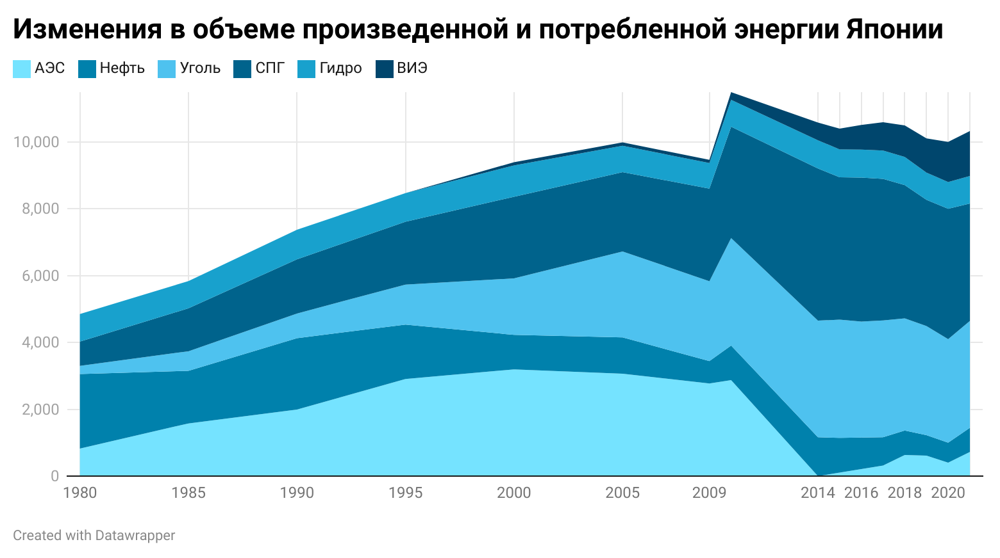 Изменения в объеме произведенной и потребленной энергии Японии
АЭС Нефть Уголь СПГ Гидро ВИЭ
10,000
8,000
6,000
4,000
2,000
0
1980 1985 1990 1995 2000 2005 2009 2014 2016 2018 2020
Created with Datawrapper